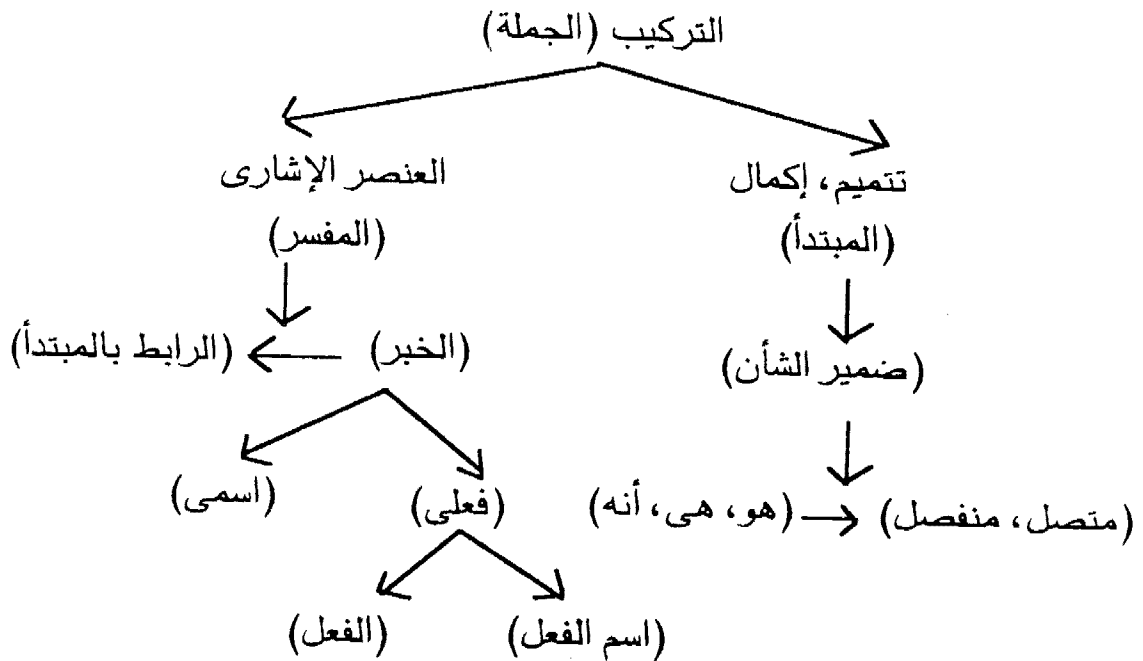 التركيب (الجملة)
تتميم، إكمال
العنصر الإشارى
(المبتدأ)
(المفسر)
(ضمير الشأن)
(الخبر)
(الرابط بالمبتدأ)
(متصل، منفصل)
(هو، هى، أنه)
(فعلى)
(اسمى)
(اسم الفعل)
(الفعل)